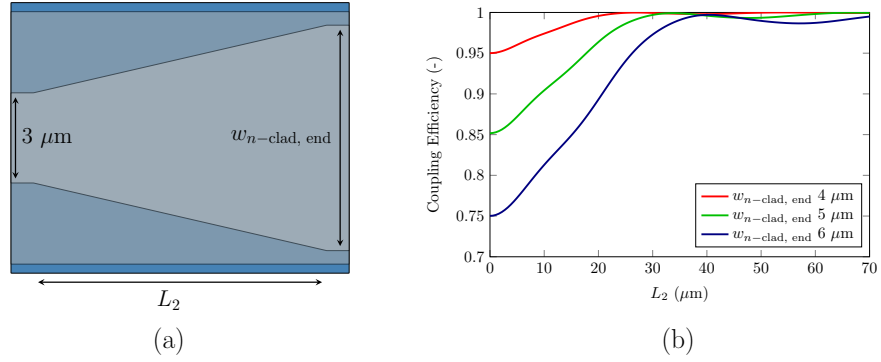 3 μm
w_{n−clad, end}
L_2
(a)
1
0.95
0.9
0.85
0.8
0.75
0.7
Coupling Efficiency (-)
w_{n−clad, end} 4 μm
w_{n−clad, end} 5 μm
w_{n−clad, end} 6 μm
0 10 20 30 40 50 60 70
L_2 (μm)
(b)